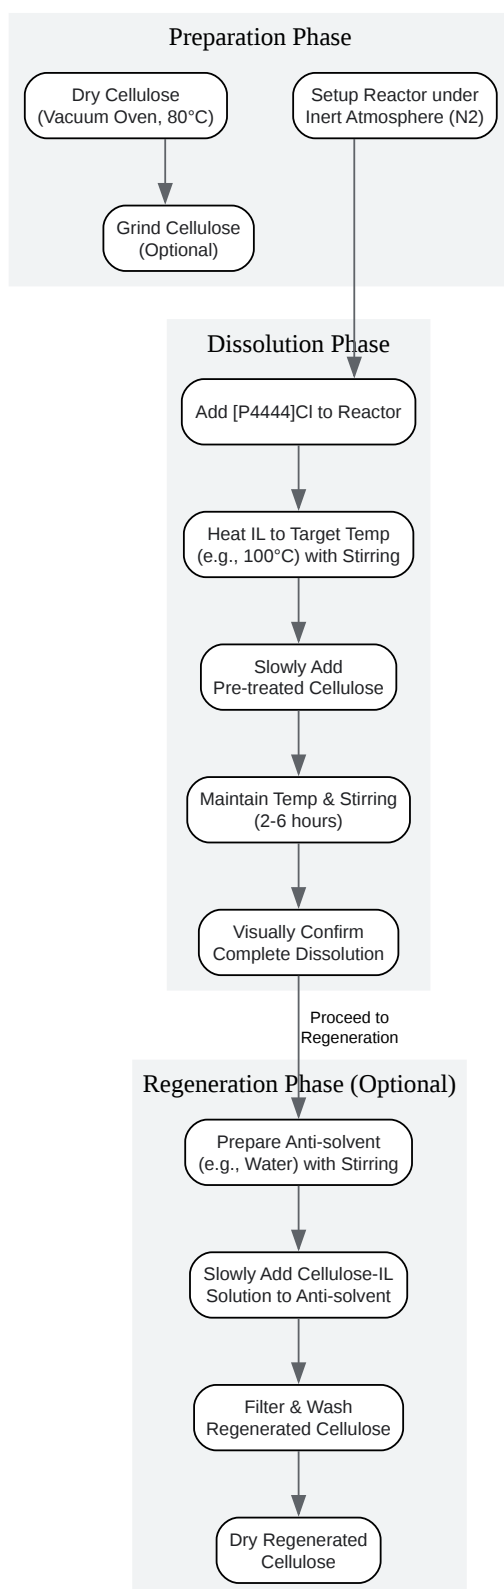 Preparation Phase
Dry Cellulose
(Vacuum Oven, 80°C)
Setup Reactor under
Inert Atmosphere (N2)
Grind Cellulose
(Optional)
Dissolution Phase
Add [P4444]Cl to Reactor
Heat IL to Target Temp
(e.g., 100°C) with Stirring
Slowly Add
Pre-treated Cellulose
Maintain Temp & Stirring
(2-6 hours)
Visually Confirm
Complete Dissolution
Proceed to
Regeneration
Regeneration Phase (Optional)
Prepare Anti-solvent
(e.g., Water) with Stirring
Slowly Add Cellulose-IL
Solution to Anti-solvent
Filter & Wash
Regenerated Cellulose
Dry Regenerated
Cellulose